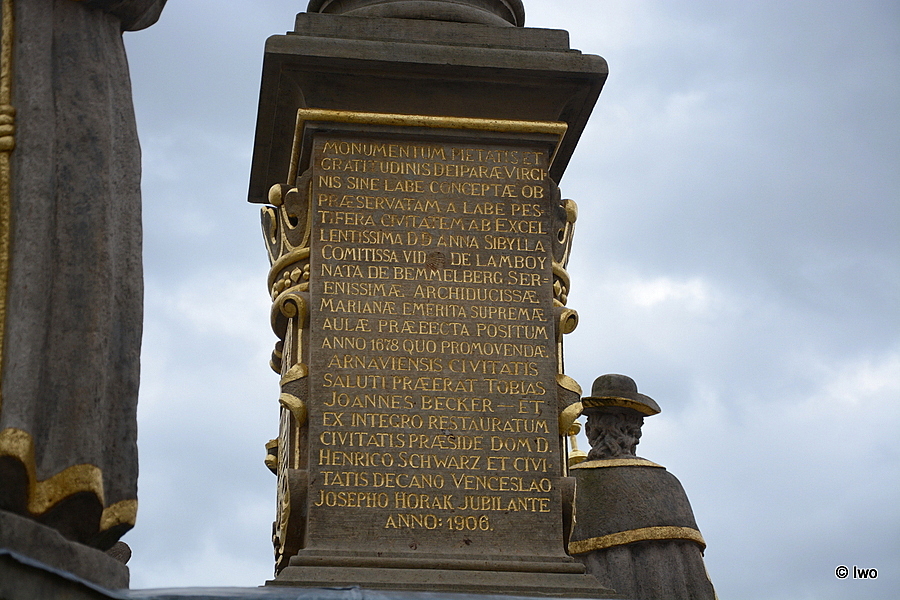 MONUMENTUM PIETATIS ET
GRATITUDINIS DEIPARÆ VIRGI
NIS SINE LABE CONCEPTÆ OB
PRÆSERVATAM A LABE PES-
TIFERA CIVITATEM AB EXCEL
LENTISSIMA D D ANNA SIBYLLA
COMITISSA VID DE LAMBOY
NATA DE BEMMELBERG SER-
ENISSIMÆ ARCHIDUCISSÆ
MARIANÆ EMERITA SUPREMÆ
AULÆ PRÆFECTA POSITUM
ANNO 1678 QUO PROMOVENDÆ
ARNAVIENSIS CIVITATIS
SALUTI PRÆERAT TOBIAS
JOANNES BECKER - ET
EX INTEGRO RESTAURATUM
CIVITATIS PRÆSIDE DOM D.
HENRICO SCHWARZ ET CIVI-
TATIS DECANO VENCESLAO
JOSEPHO HORAK JUBILANTE
ANNO: 1906.
© Iwo